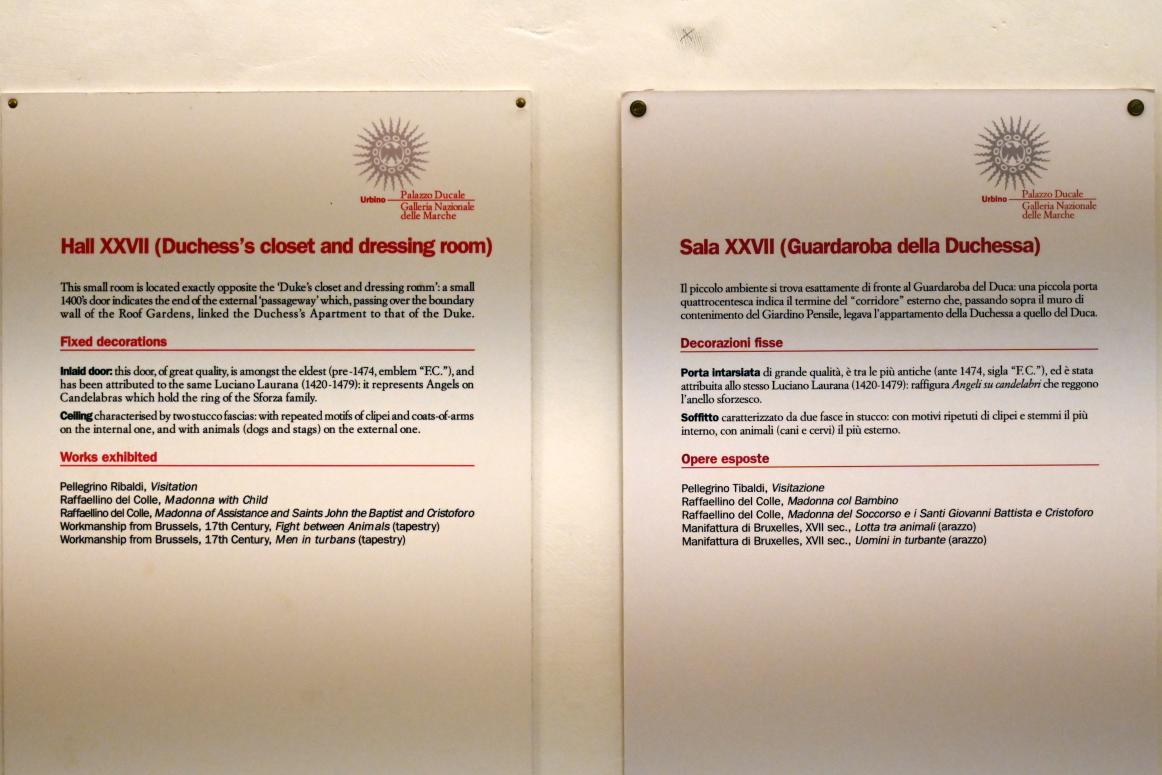 Urbino
Palazzo Ducale
Galleria Nazionale
delle Marche
Hall XXVII (Duchess's closet and dressing room)
This small room is located exactly opposite the 'Duke's closet and dressing romm': a small
1400's door indicates the end of the external 'passageway' which, passing over the boundary
wall of the Roof Gardens, linked the Duchess's Apartment to that of the Duke.
Fixed decorations
Inlaid door: this door, of great quality, is amongst the eldest (pre-1474, emblem "F.C."), and
has been attributed to the same Luciano Laurana (1420-1479): it represents Angels on
Candelabras which hold the ring of the Sforza family.
Ceiling characterised by two stucco fascias: with repeated motifs of clipei and coats-of-arms
on the internal one, and with animals (dogs and stags) on the external one.
Works exhibited
Pellegrino Ribaldi, Visitation
Raffaellino del Colle, Madonna with Child
Raffaellino del Colle, Madonna of Assistance and Saints John the Baptist and Cristoforo
Workmanship from Brussels, 17th Century, Fight between Animals (tapestry)
Workmanship from Brussels, 17th Century, Men in turbans (tapestry)
Urbino
Palazzo Ducale
Galleria Nazionale
delle Marche
Sala XXVII (Guardaroba della Duchessa)
Il piccolo ambiente si trova esattamente di fronte al Guardaroba del Duca: una piccola porta
quattrocentesca indica il termine del "corridore" esterno che, passando sopra il muro di
contenimento del Giardino Pensile, legava l'appartamento della Duchessa a quello del Duca.
Decorazioni fisse
Porta intarsiata di grande qualità, è tra le più antiche (ante 1474, sigla "F.C."), ed è stata
attribuita allo stesso Luciano Laurana (1420-1479): raffigura Angeli su candelabri che reggono
l'anello sforzesco.
Soffitto caratterizzato da due fasce in stucco: con motivi ripetuti di clipei e stemmi il più
interno, con animali (cani e cervi) il più esterno.
Opere esposte
Pellegrino Tibaldi, Visitazione
Raffaellino del Colle, Madonna col Bambino
Raffaellino del Colle, Madonna del Soccorso e i Santi Giovanni Battista e Cristoforo
Manifattura di Bruxelles, XVII sec., Lotta tra animali (arazzo)
Manifattura di Bruxelles, XVII sec., Uomini in turbante (arazzo)